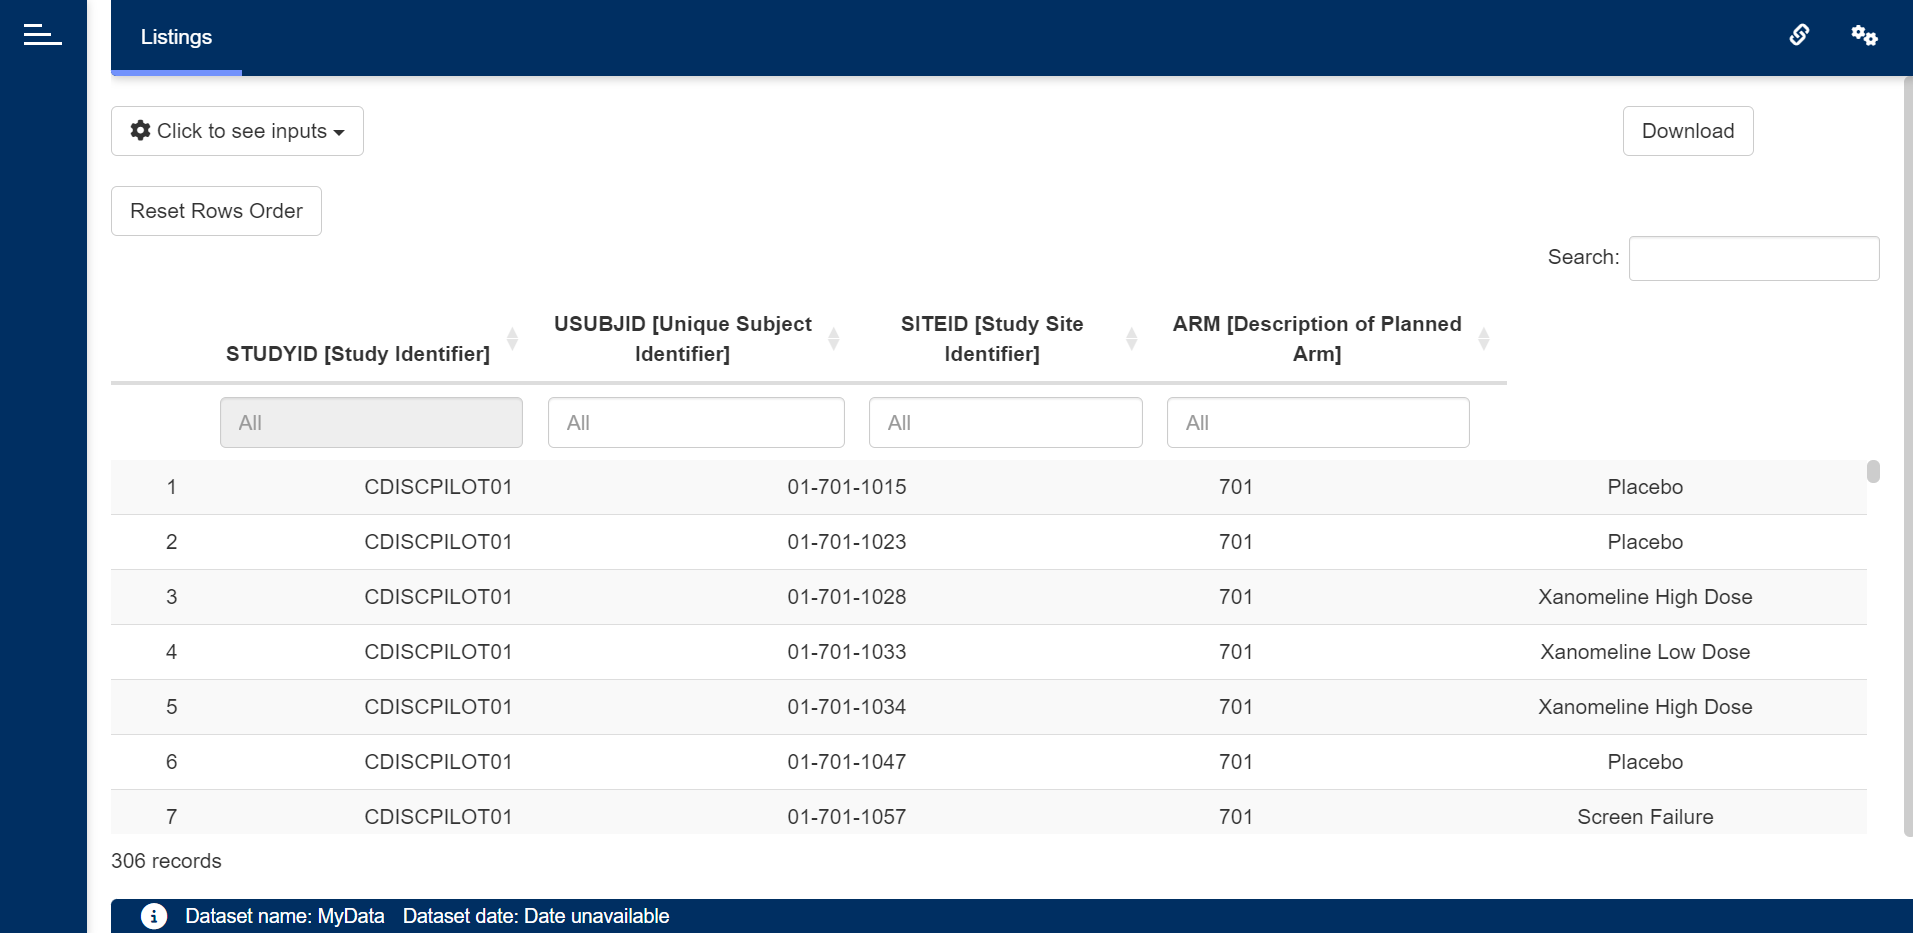 Listings
Click to see inputs
Download
Reset Rows Order
Search:
STUDYID [Study Identifier]
USUBJID [Unique Subject
Identifier]
SITEID [Study Site
Identifier]
ARM [Description of Planned
Arm]
All All All All
1 CDISCPILOT01 01-701-1015 701 Placebo
2 CDISCPILOT01 01-701-1023 701 Placebo
3 CDISCPILOT01 01-701-1028 701 Xanomeline High Dose
4 CDISCPILOT01 01-701-1033 701 Xanomeline Low Dose
5 CDISCPILOT01 01-701-1034 701 Xanomeline High Dose
6 CDISCPILOT01 01-701-1047 701 Placebo
7 CDISCPILOT01 01-701-1057 701 Screen Failure
306 records
Dataset name: MyData Dataset date: Date unavailable